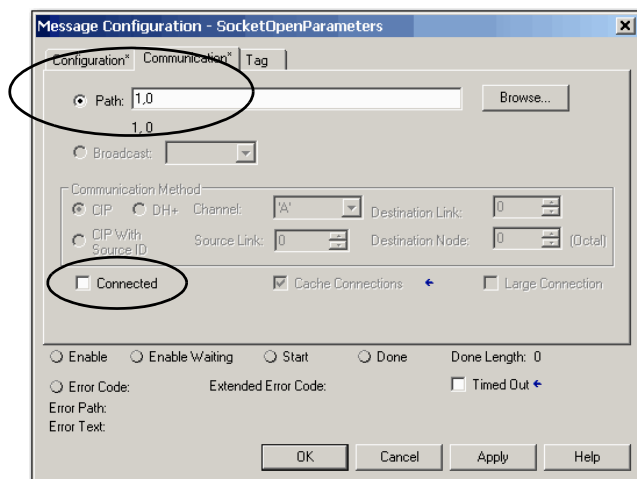 Message Configuration - SocketOpenParameters
Configuration* Communication* Tag
Path: 1,0 Browse...
1, 0
Broadcast:
Communication Method
CIP DH+ Channel: 'A' Destination Link: 0
CIP With Source ID Source Link: 0 Destination Node: 0 (Octal)
Connected Cache Connections Large Connection
Enable Enable Waiting Start Done Done Length: 0
Error Code: Extended Error Code: Timed Out
Error Path:
Error Text:
OK Cancel Apply Help